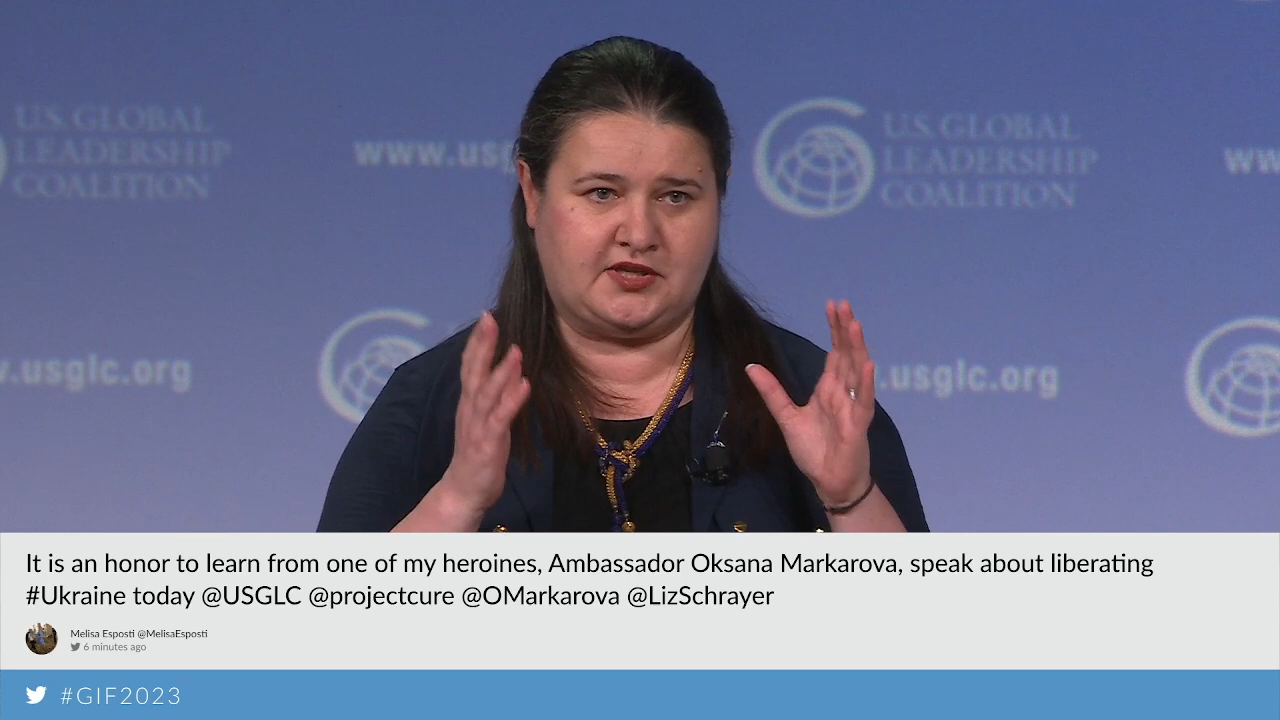 U.S. GLOBAL
LEADERSHIP
COALITION
www.usg
U.S. GLOBAL
LEADERSHIP
COALITION
ww
.usglc.org
.usglc.org
It is an honor to learn from one of my heroines, Ambassador Oksana Markarova, speak about liberating
#Ukraine today @USGLC @projectcure @OMarkarova @LizSchrayer
Melisa Esposti @MelisaEsposti
6 minutes ago
#GIF2023